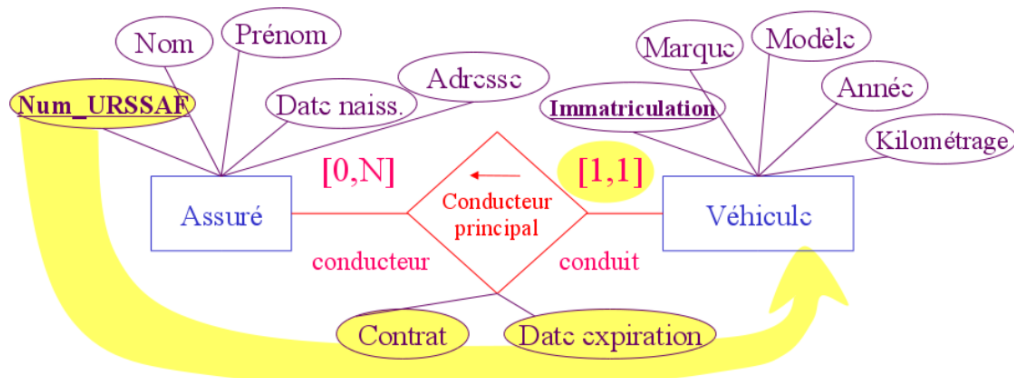 Nom
Prénom
Marque
Modèle
Num_URSSAF
Date naiss.
Adresse
Immatriculation
Année
Kilométrage
[0,N]
[1,1]
Assuré
Conducteur
principal
Véhicule
conducteur
conduit
Contrat
Date expiration